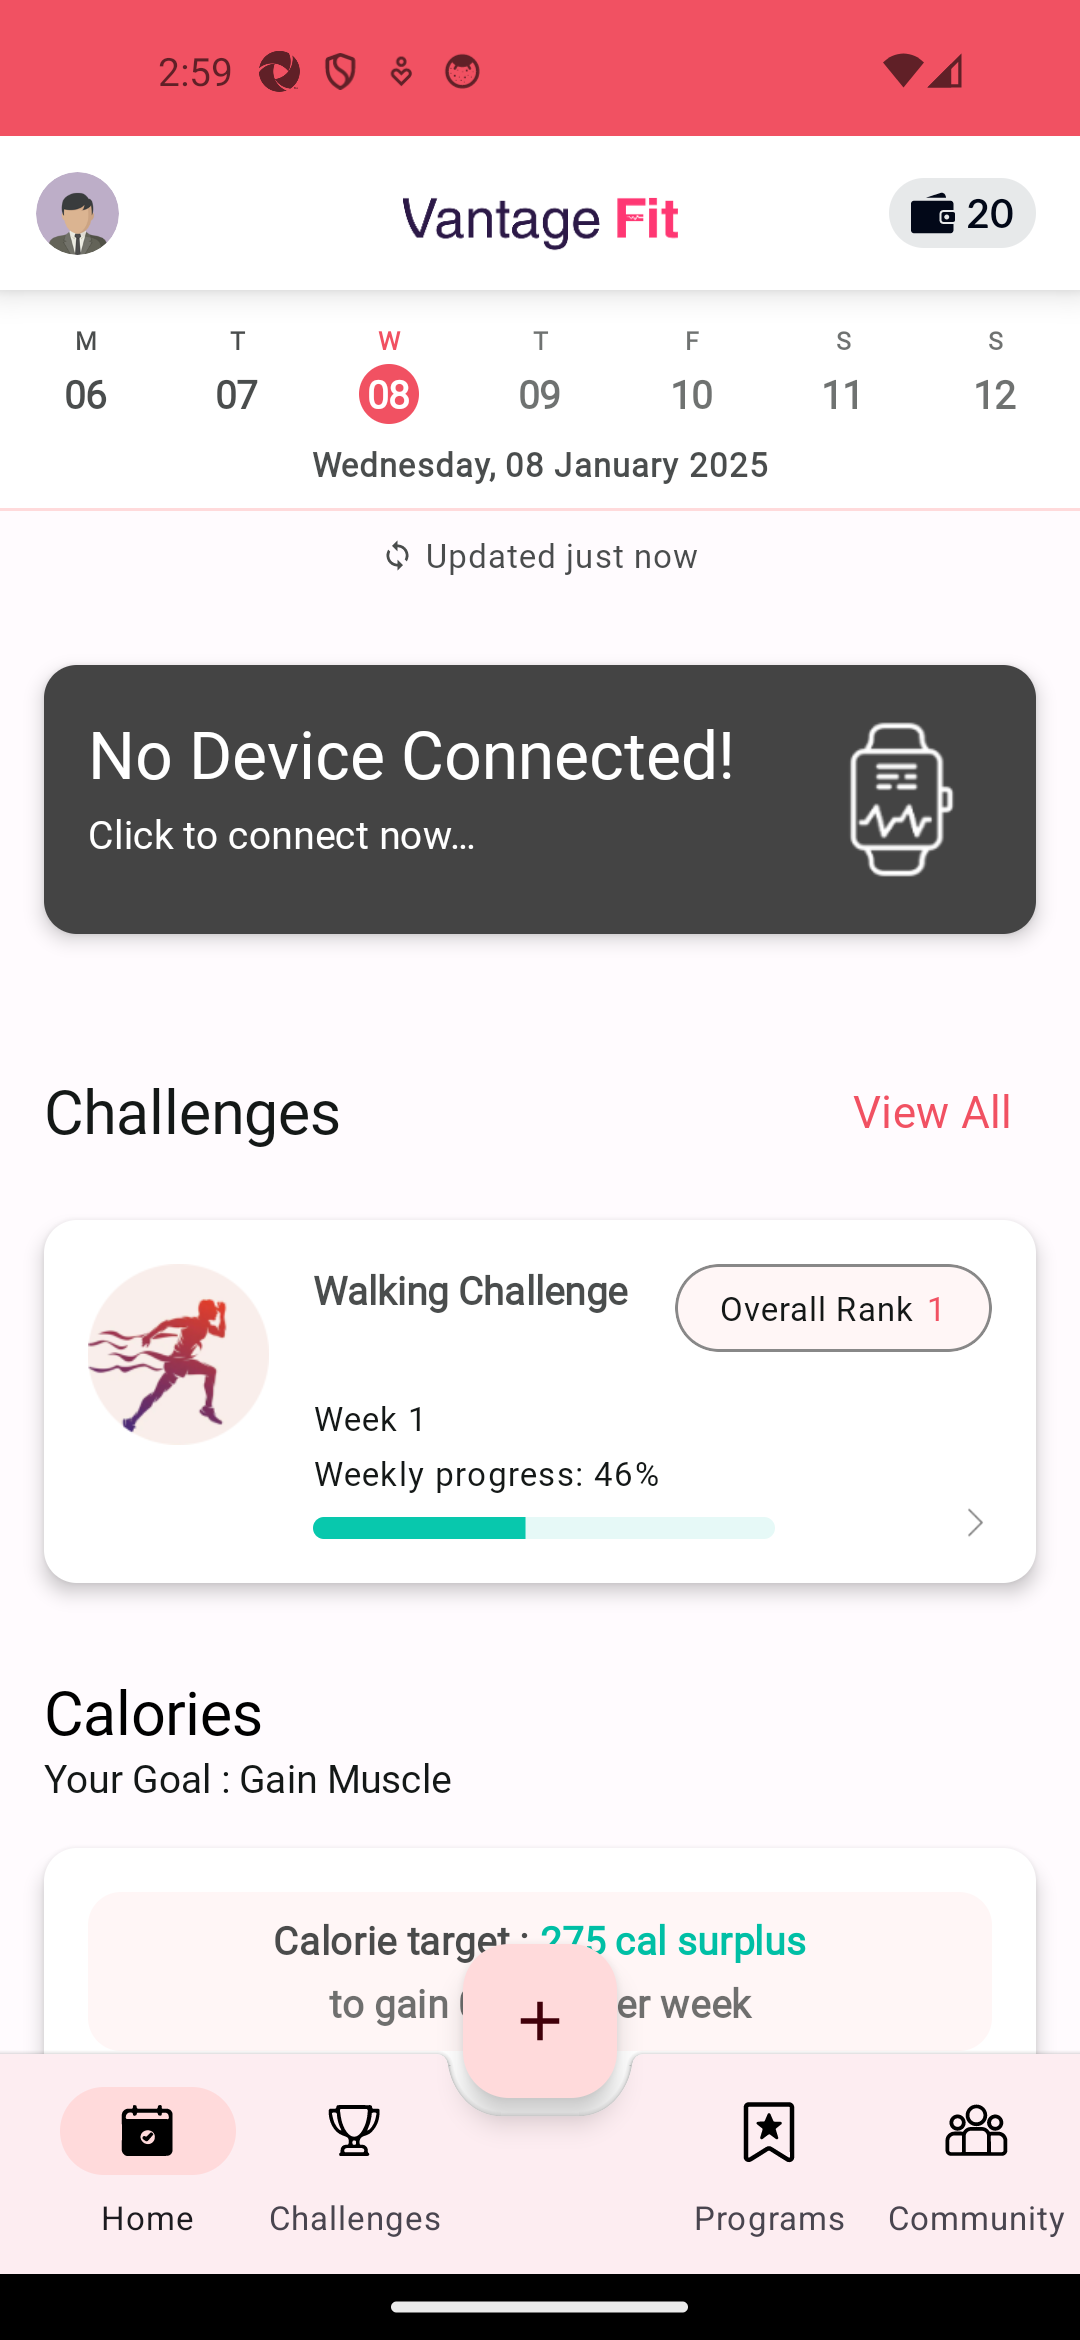 2:59
Vantage Fit
20
M T W T F S S
06 07 08 09 10 11 12
Wednesday, 08 January 2025
Updated just now
No Device Connected!
Click to connect now...
Challenges
View All
Walking Challenge
Overall Rank 1
Week 1
Weekly progress: 46%
Calories
Your Goal : Gain Muscle
Calorie target : 275 cal surplus
to gain week
Home
Challenges
Programs
Community